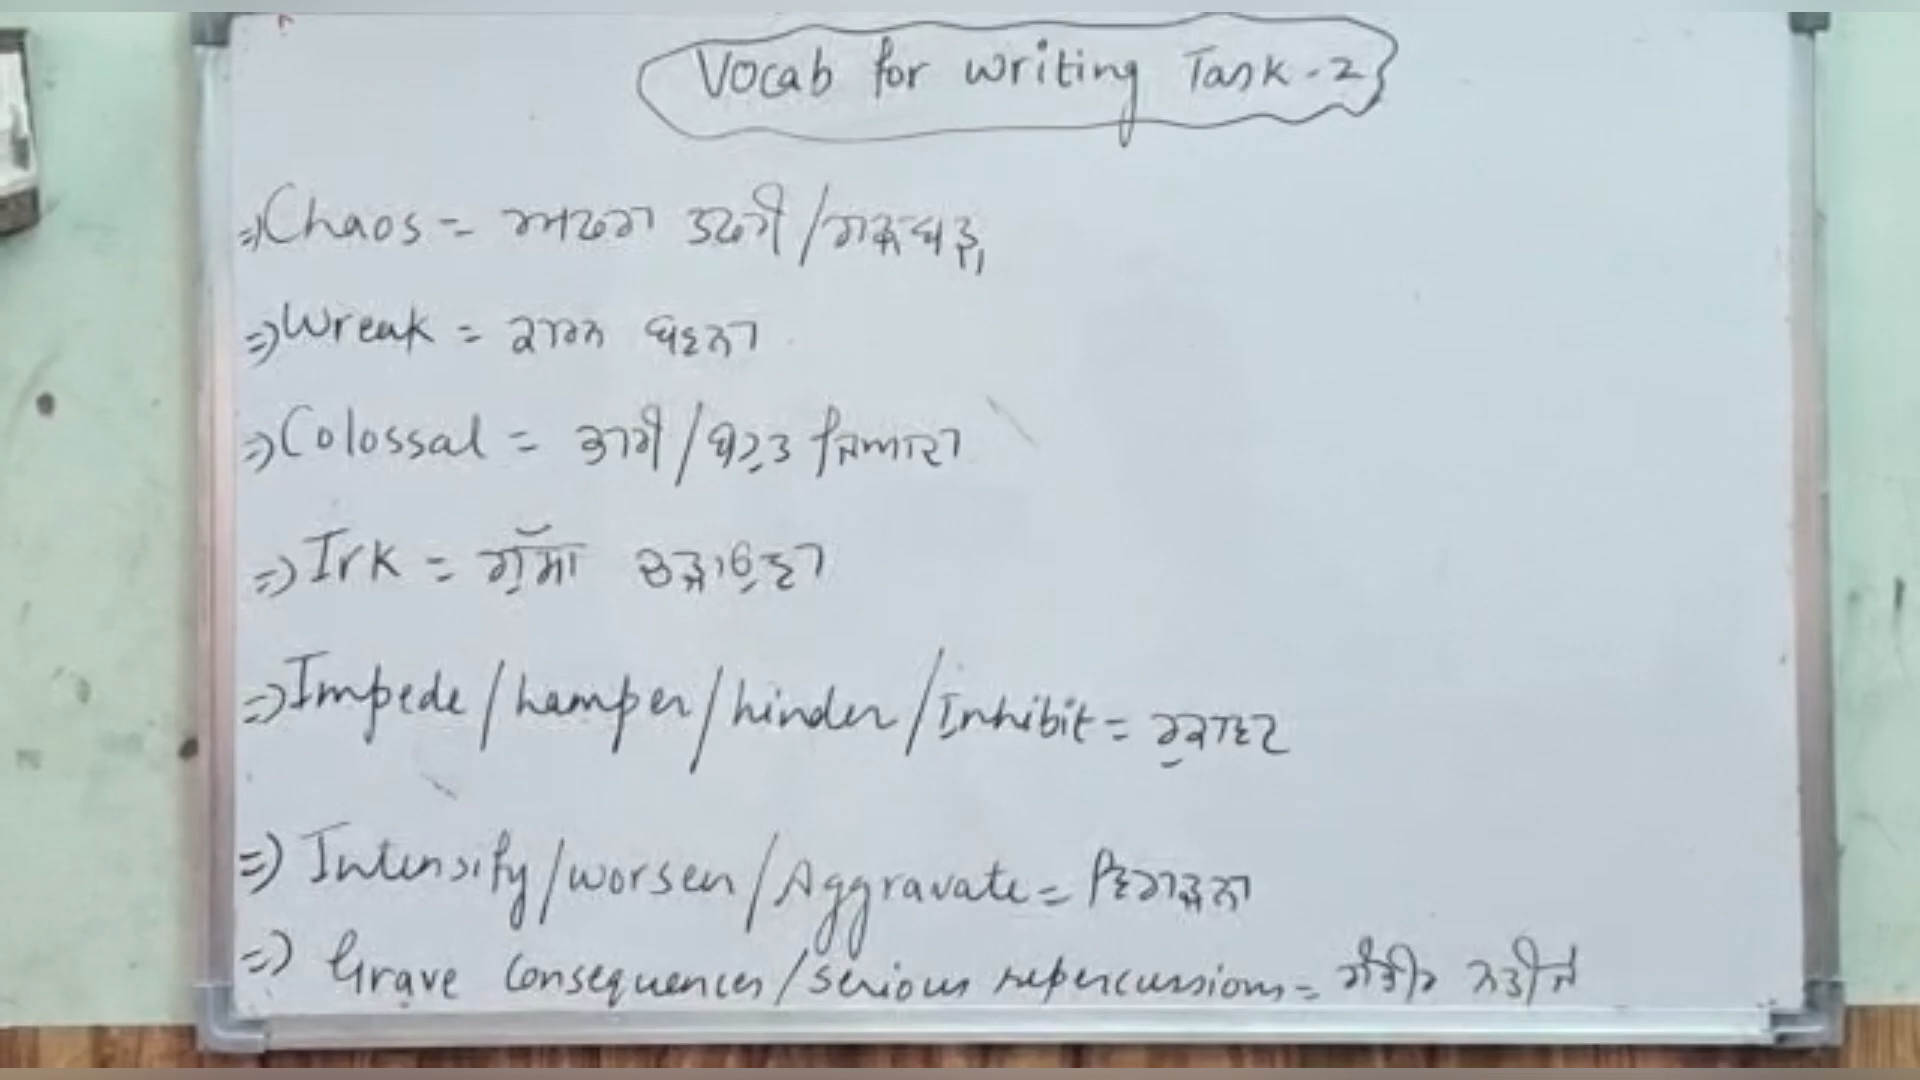 Vocab for writing Task-2
⇒ Chaos = ਅਫਰਾ ਤਫਰੀ / ਗੜਬੜ,
⇒ Wreak =
⇒ Colossal = ਭਾਰੀ / ਬਹੁਤ ਜਿਆਦਾ
⇒ Irk = ਗੁੱਸਾ ਚੜ੍ਹਾਉਣਾ
⇒ Impede / hamper / hinder / Inhibit = ਰੁਕਾਵਟ
⇒ Intensify / worsen / Aggravate = ਵਿਗਾੜਨਾ
⇒ Grave Consequences / serious repercussions = ਗੰਭੀਰ ਨਤੀਜੇ